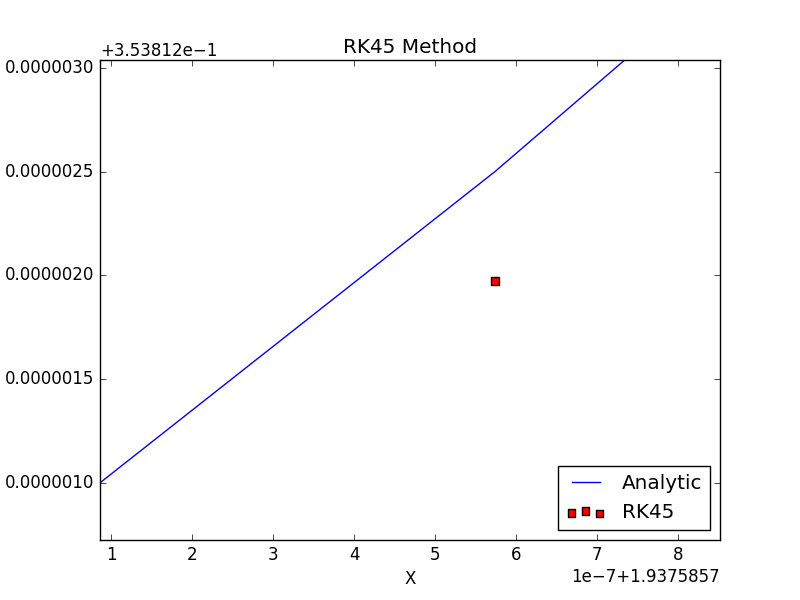 +3.53812e−1
RK45 Method
0.0000030
0.0000025
0.0000020
0.0000015
0.0000010
Analytic
RK45
1 2 3 4 5 6 7 8
X
1e−7+1.9375857